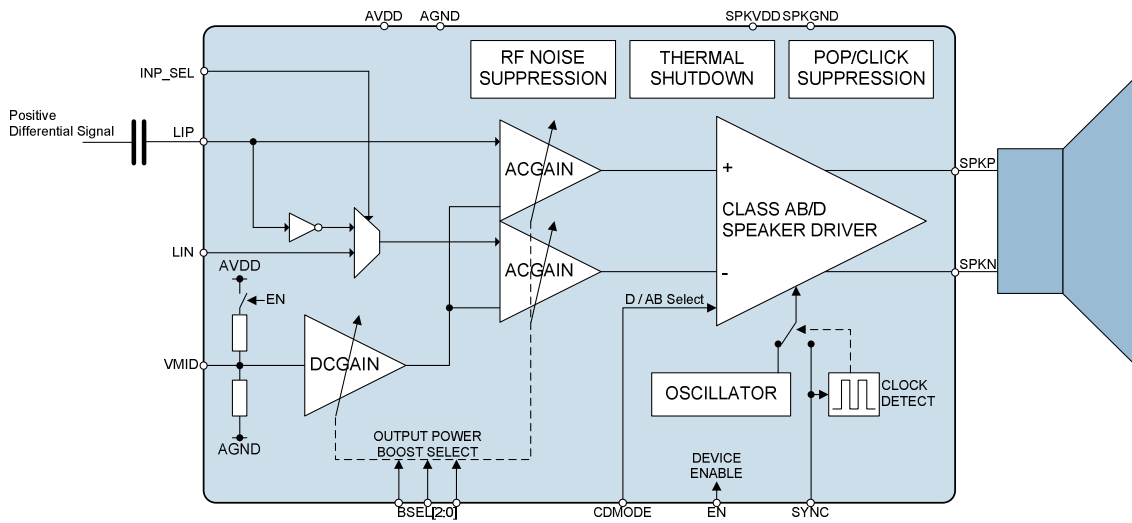 AVDD
AGND
SPKVDD
SPKGND
RF NOISE
SUPPRESSION
THERMAL
SHUTDOWN
POP/CLICK
SUPPRESSION
INP_SEL
Positive
Differential Signal
LIP
ACGAIN
+
SPKP
CLASS AB/D
SPEAKER DRIVER
LIN
ACGAIN
-
SPKN
AVDD
EN
D / AB Select
VMID
DCGAIN
OSCILLATOR
CLOCK
DETECT
AGND
OUTPUT POWER
BOOST SELECT
DEVICE
ENABLE
BSEL[2:0]
CDMODE
EN
SYNC